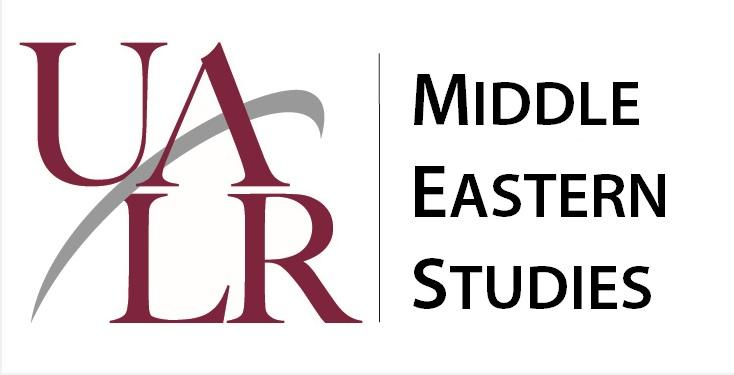 UA
LR
MIDDLE
EASTERN
STUDIES